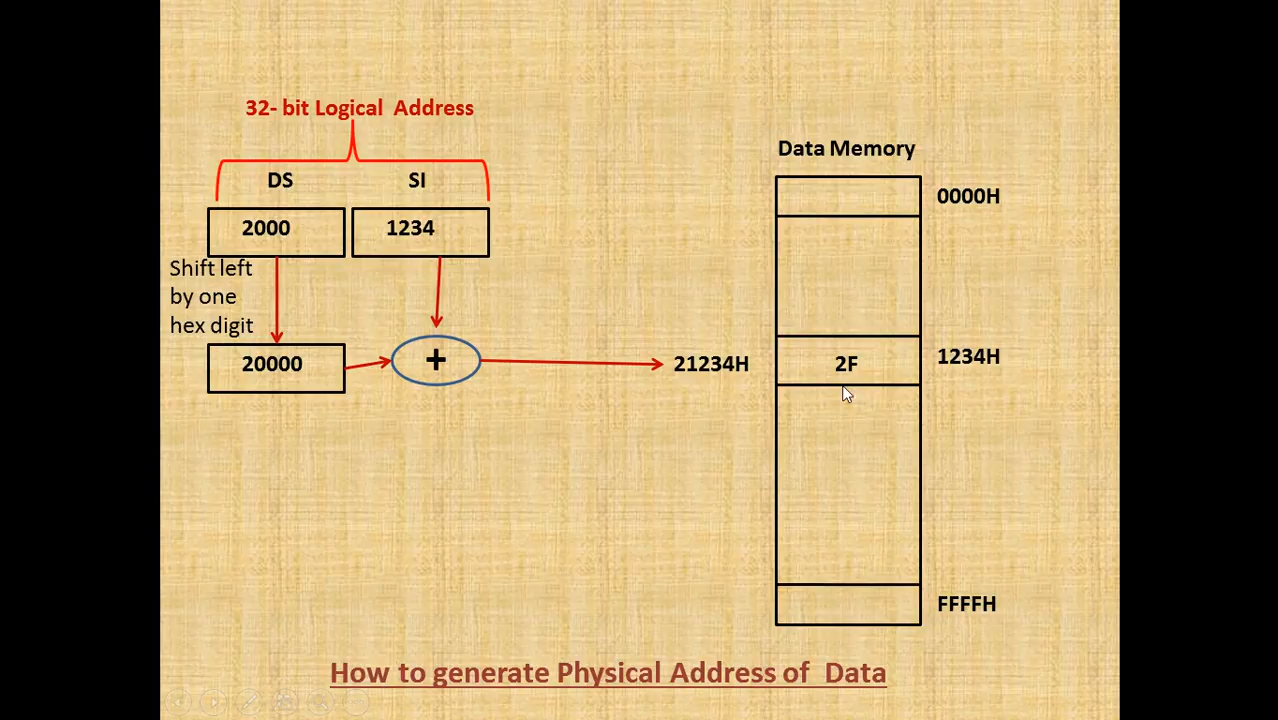 32- bit Logical Address
DS SI
2000 1234
Shift left
by one
hex digit
20000 + 21234H
Data Memory
0000H
2F 1234H
FFFFH
How to generate Physical Address of Data